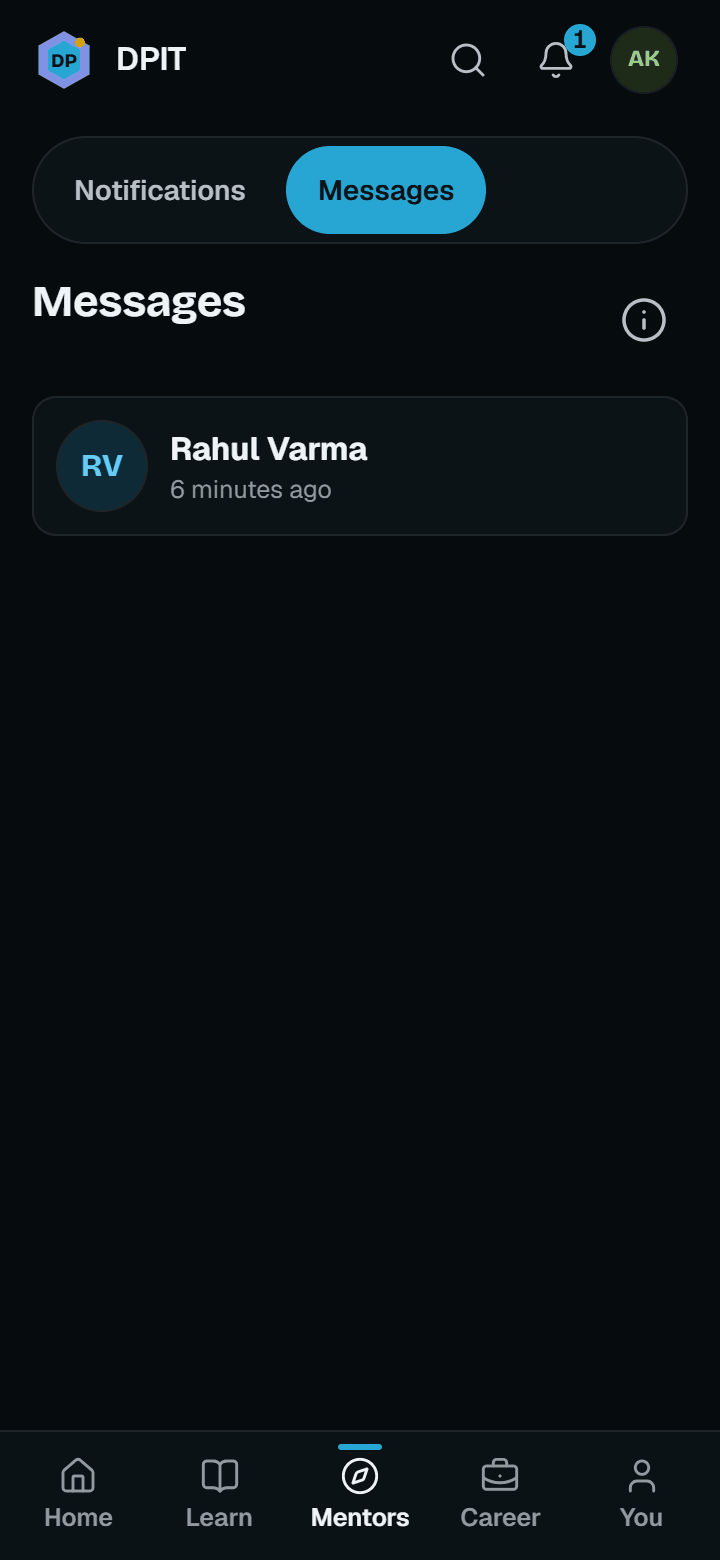 DP
DPIT
1
AK
Notifications
Messages
Messages
RV
Rahul Varma
6 minutes ago
Home
Learn
Mentors
Career
You